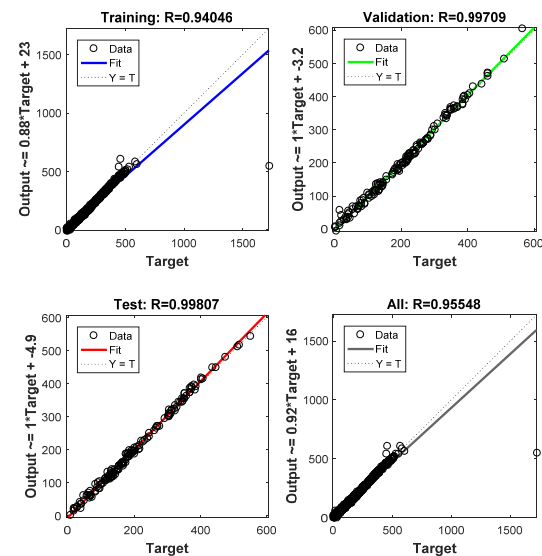 Training: R=0.94046
Output ~= 0.88*Target + 23
Data
Fit
Y = T
0
500
1000
1500
0
500
1000
1500
Target
Validation: R=0.99709
Output ~= 1*Target + -3.2
Data
Fit
Y = T
0
100
200
300
400
500
600
0
200
400
600
Target
Test: R=0.99807
Output ~= 1*Target + -4.9
Data
Fit
Y = T
0
100
200
300
400
500
600
0
200
400
600
Target
All: R=0.95548
Output ~= 0.92*Target + 16
Data
Fit
Y = T
0
500
1000
1500
0
500
1000
1500
Target